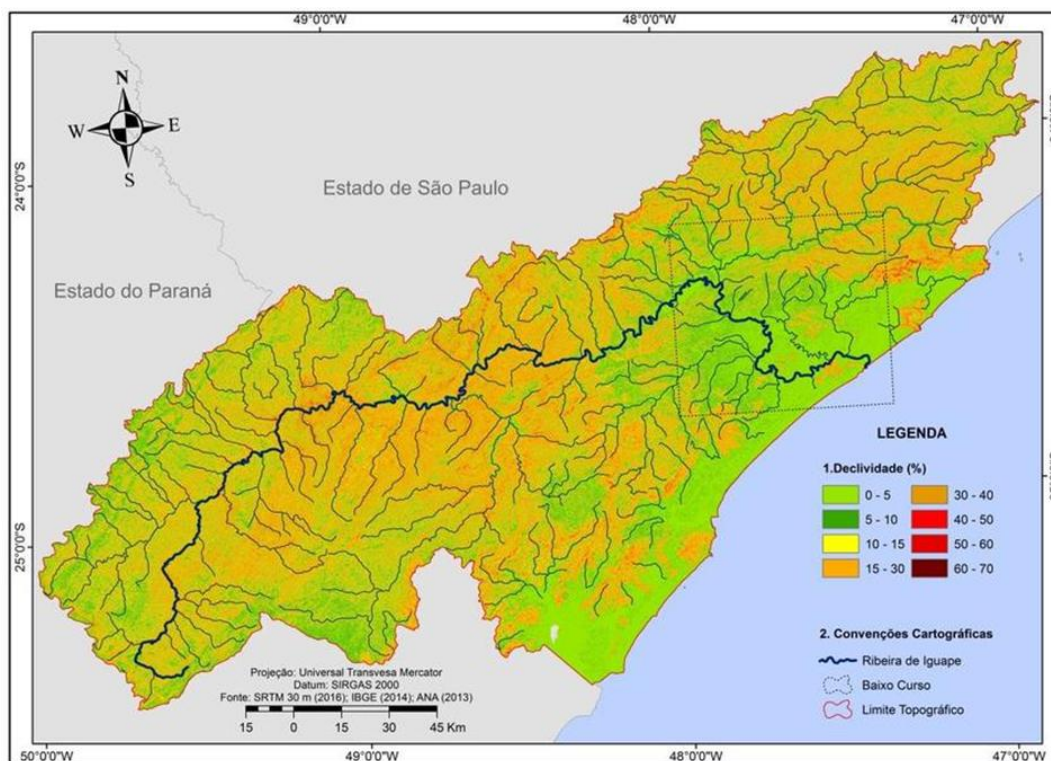 49°0'0"W 48°0'0"W 47°0'0"W
N
W E
S
24°0'0"S
Estado de São Paulo
Estado do Paraná
25°0'0"S
LEGENDA
1.Declividade (%)
0 - 5 30 - 40
5 - 10 40 - 50
10 - 15 50 - 60
15 - 30 60 - 70
2. Convenções Cartográficas
Ribeira de Iguape
Baixo Curso
Limite Topográfico
Projeção: Universal Transvesa Mercator
Datum: SIRGAS 2000
Fonte: SRTM 30 m (2016); IBGE (2014); ANA (2013)
15 0 15 30 45 Km
50°0'0"W 49°0'0"W 48°0'0"W 47°0'0"W